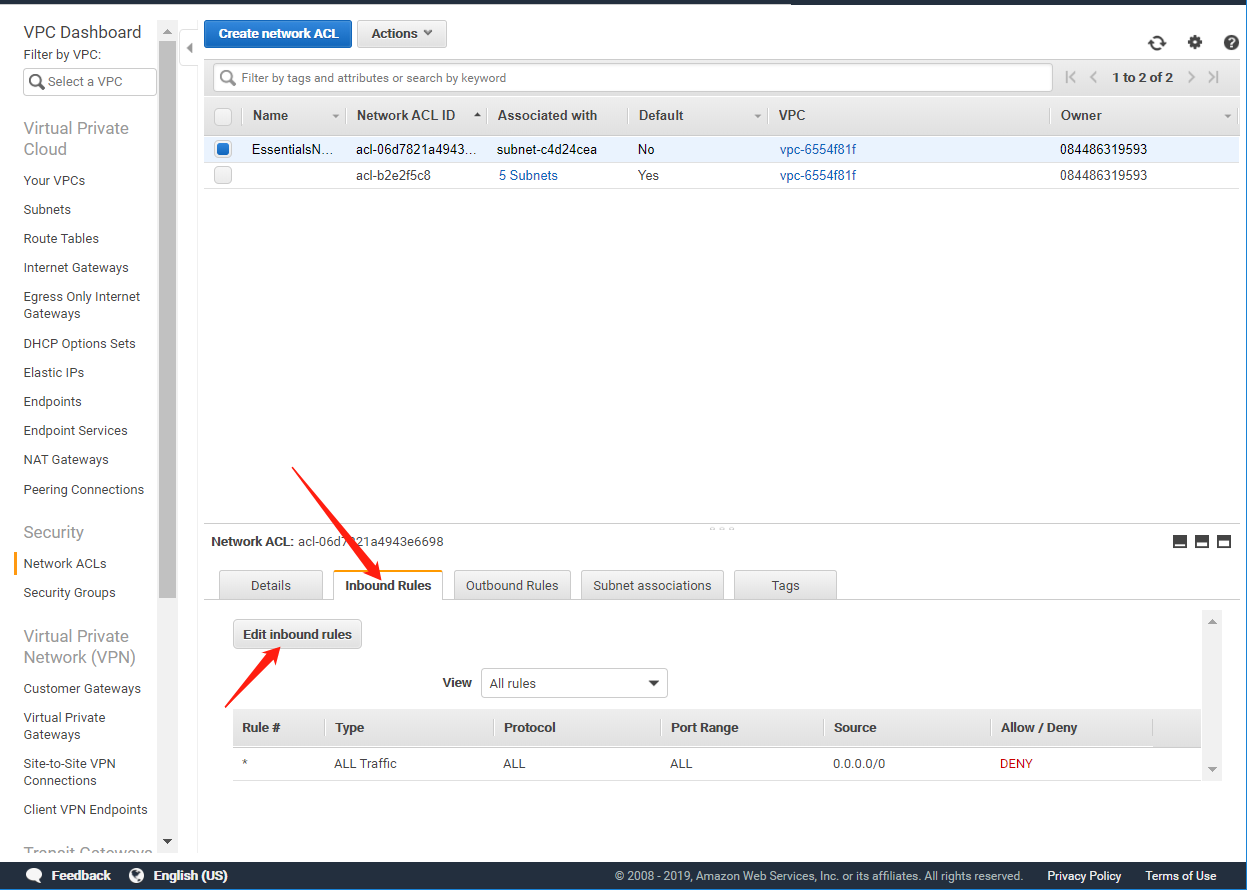 VPC Dashboard
Filter by VPC:
Select a VPC
Virtual Private
Cloud
Your VPCs
Subnets
Route Tables
Internet Gateways
Egress Only Internet
Gateways
DHCP Options Sets
Elastic IPs
Endpoints
Endpoint Services
NAT Gateways
Peering Connections
Security
Network ACLs
Security Groups
Virtual Private
Network (VPN)
Customer Gateways
Virtual Private
Gateways
Site-to-Site VPN
Connections
Client VPN Endpoints
Transit Gateways
Create network ACL Actions
Filter by tags and attributes or search by keyword 1 to 2 of 2
Name Network ACL ID Associated with Default VPC Owner
EssentialsN... acl-06d7821a4943... subnet-c4d24cea No vpc-6554f81f 084486319593
acl-b2e2f5c8 5 Subnets Yes vpc-6554f81f 084486319593
Network ACL: acl-06d7821a4943e6698
Details Inbound Rules Outbound Rules Subnet associations Tags
Edit inbound rules
View All rules
Rule # Type Protocol Port Range Source Allow / Deny
* ALL Traffic ALL ALL 0.0.0.0/0 DENY
Feedback English (US) © 2008 - 2019, Amazon Web Services, Inc. or its affiliates. All rights reserved. Privacy Policy Terms of Use